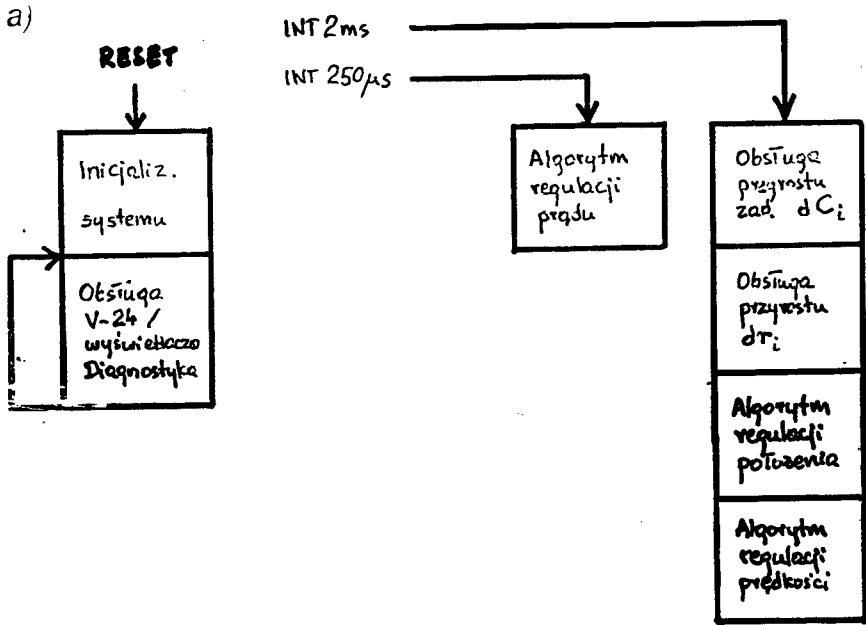 a)
RESET
INT 2ms
INT 250µs
Inicjaliz.
systemu
Obsługa
V-24 /
wyświetlacza
Diagnostyka
Algorytm
regulacji
prądu
Obsługa
przyrostu
zad. dCi
Obsługa
przyrostu
dri
Algorytm
regulacji
położenia
Algorytm
regulacji
prędkości